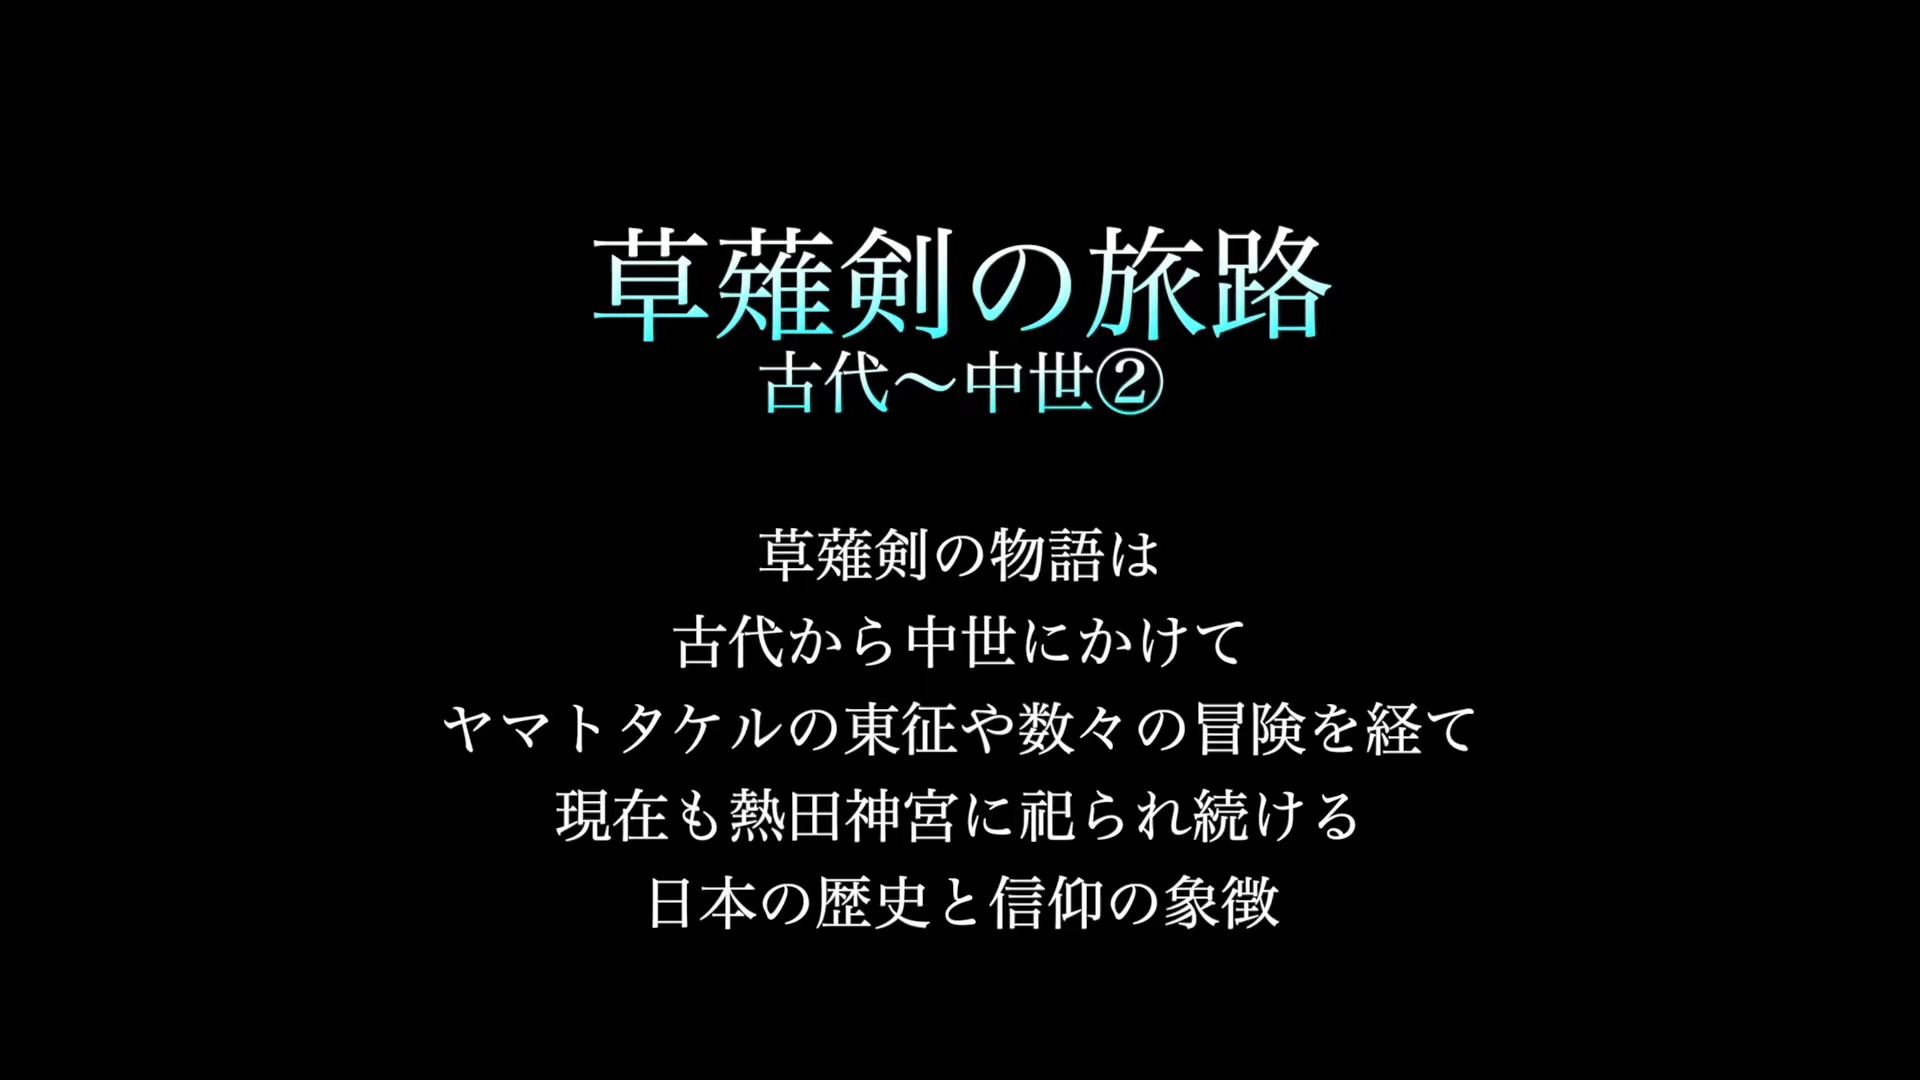 草薙剣の旅路
古代～中世②
草薙剣の物語は
古代から中世にかけて
ヤマトタケルの東征や数々の冒険を経て
現在も熱田神宮に祀られ続ける
日本の歴史と信仰の象徴